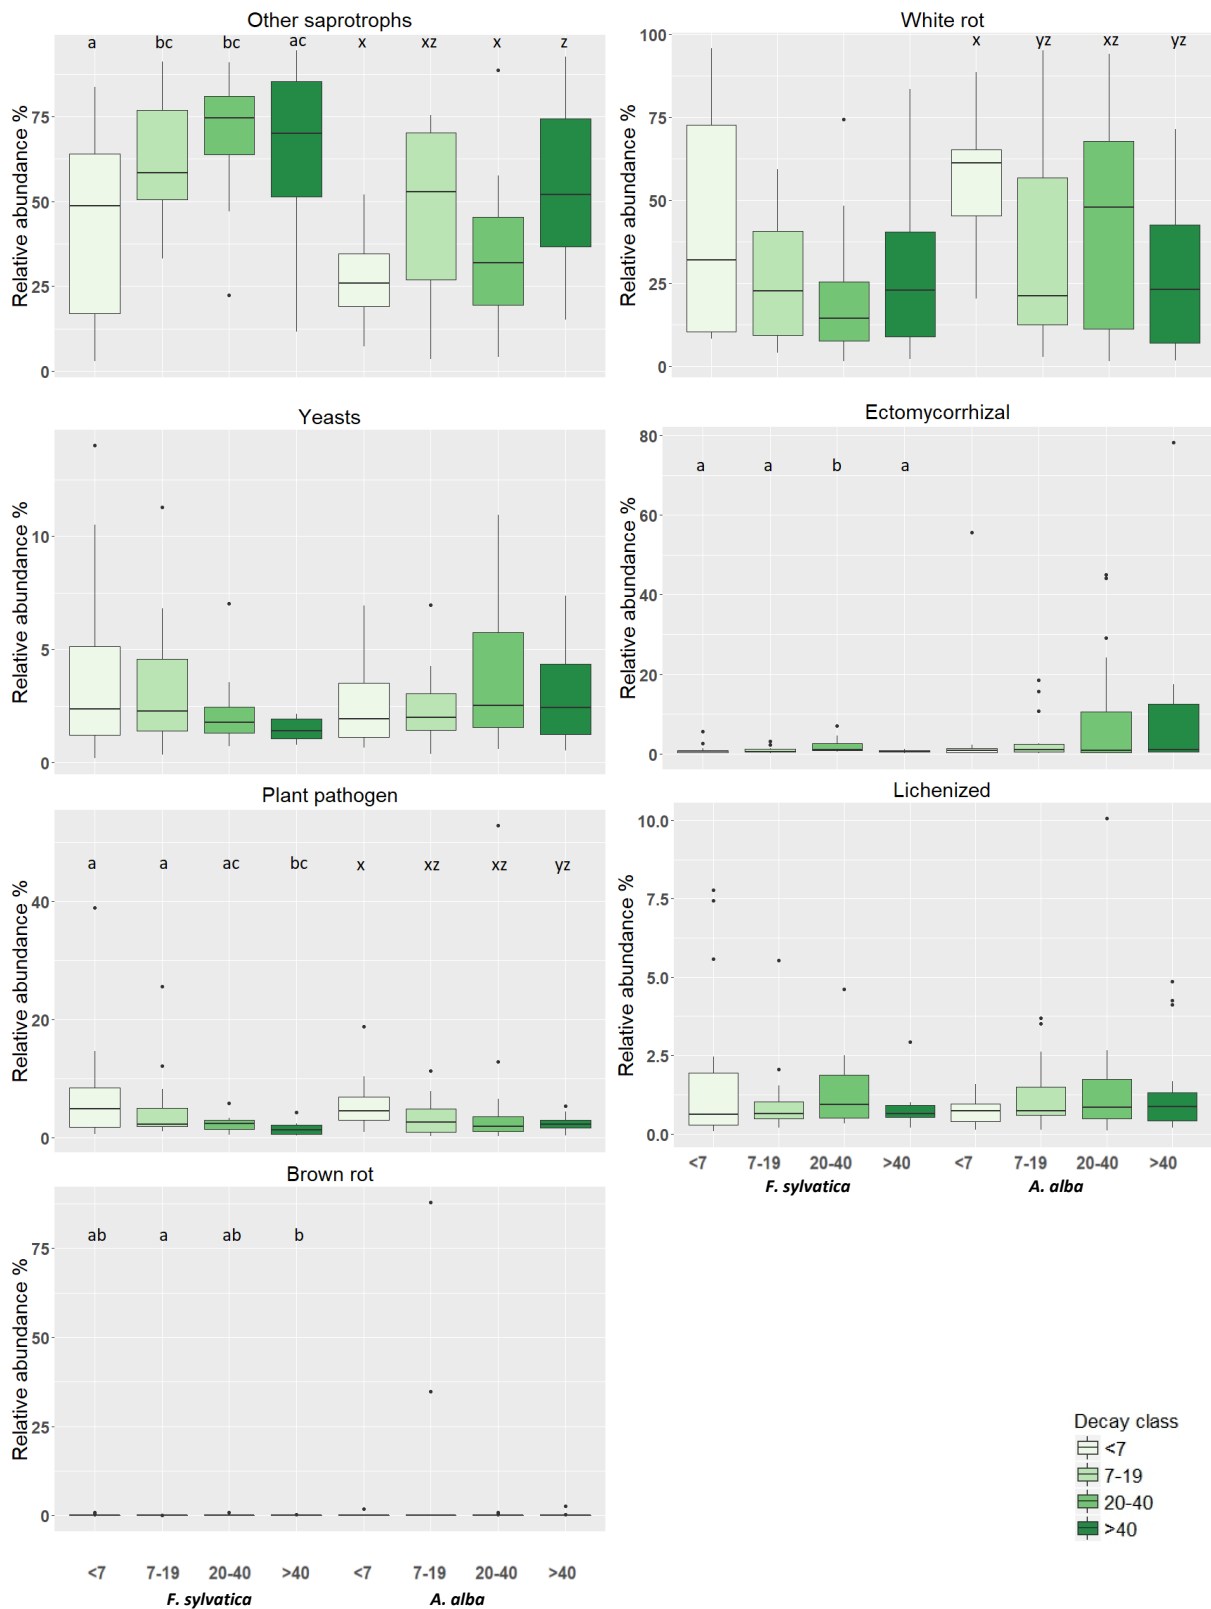 Other saprotrophs
a bc bc ac x xz x z
Relative abundance %
75
50
25
0
White rot
x yz xz yz
Relative abundance %
100
75
50
25
0
Yeasts
Relative abundance %
10
5
0
Ectomycorrhizal
a a b a
Relative abundance %
80
60
40
20
0
Plant pathogen
a a ac bc x xz xz yz
Relative abundance %
40
20
0
Lichenized
Relative abundance %
10.0
7.5
5.0
2.5
0.0
<7 7-19 20-40 >40 <7 7-19 20-40 >40
F. sylvatica A. alba
Brown rot
ab a ab b
Relative abundance %
75
50
25
0
<7 7-19 20-40 >40 <7 7-19 20-40 >40
F. sylvatica A. alba
Decay class
<7
7-19
20-40
>40